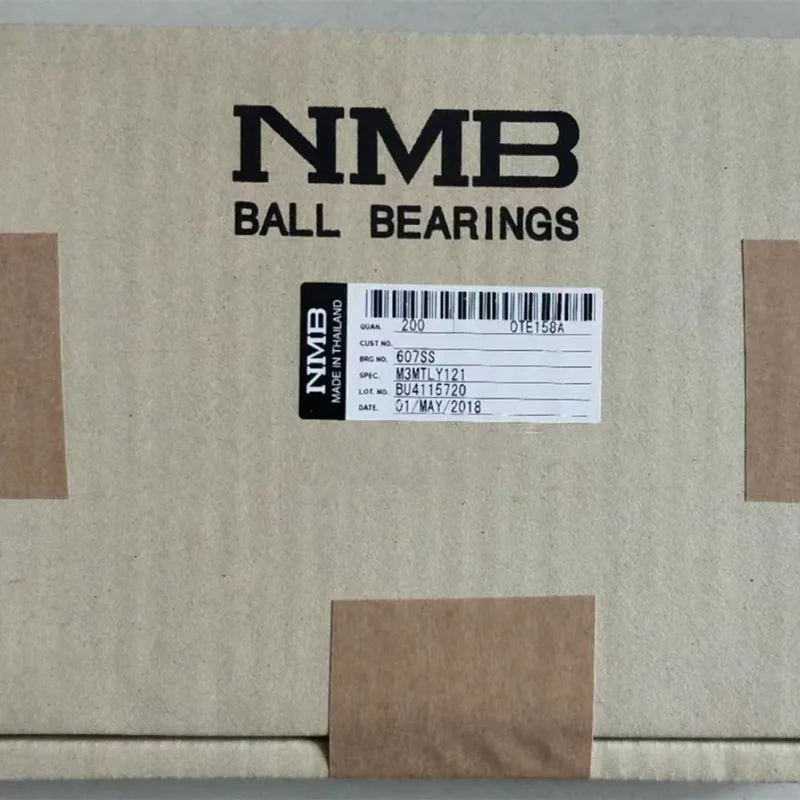 NMB
BALL BEARINGS
NMB
MADE IN THAILAND
QUAN. 200 OTE158A
CUST NO.
BRG NO. 607SS
SPEC. M3MTLY121
LOT. NO. BU4115720
DATE. 01/MAY/2018